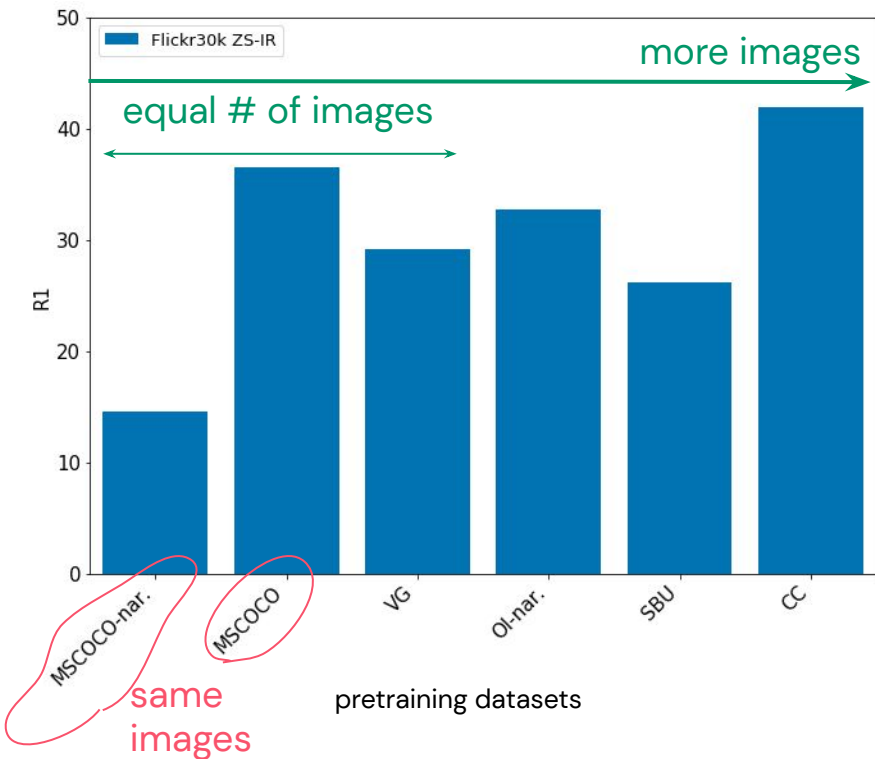 50
Flickr30k ZS-IR
more images
equal # of images
40
30
R1
20
10
0
MSCOCO-nar.
MSCOCO
VG
OI-nar.
SBU
CC
same
images
pretraining datasets